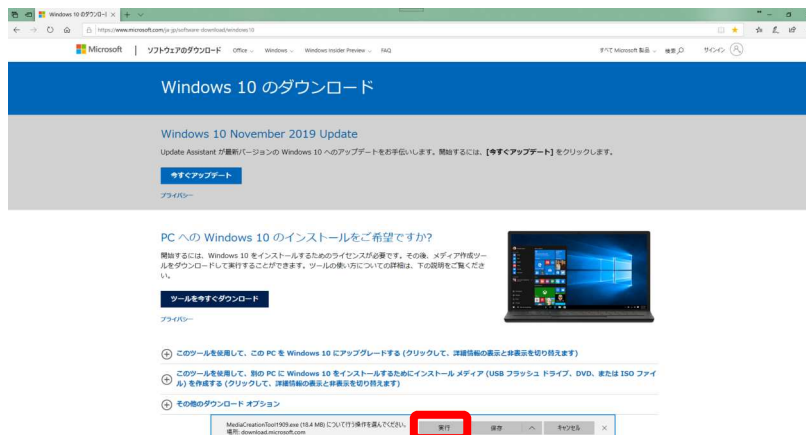 Windows 10 のダウンロード
https://www.microsoft.com/ja-jp/software-download/windows10
Microsoft ソフトウェアのダウンロード Office Windows Windows Insider Preview FAQ すべて Microsoft 製品 検索 サインイン
Windows 10 のダウンロード
Windows 10 November 2019 Update
Update Assistant が最新バージョンの Windows 10 へのアップデートをお手伝いします。開始するには、[今すぐアップデート] をクリックします。
今すぐアップデート
プライバシー
PC への Windows 10 のインストールをご希望ですか?
開始するには、Windows 10 をインストールするためのライセンスが必要です。その後、メディア作成ツー
ルをダウンロードして実行することができます。ツールの使い方についての詳細は、下の説明をご覧くださ
い。
ツールを今すぐダウンロード
プライバシー
このツールを使用して、この PC を Windows 10 にアップグレードする (クリックして、詳細情報の表示と非表示を切り替えます)
このツールを使用して、別の PC に Windows 10 をインストールするためにインストール メディア (USB フラッシュ ドライブ、DVD、または ISO ファイ
ル) を作成する (クリックして、詳細情報の表示と非表示を切り替えます)
その他のダウンロード オプション
MediaCreationTool1909.exe (18.4 MB) について行う操作を選んでください。
場所: download.microsoft.com
実行 保存 キャンセル